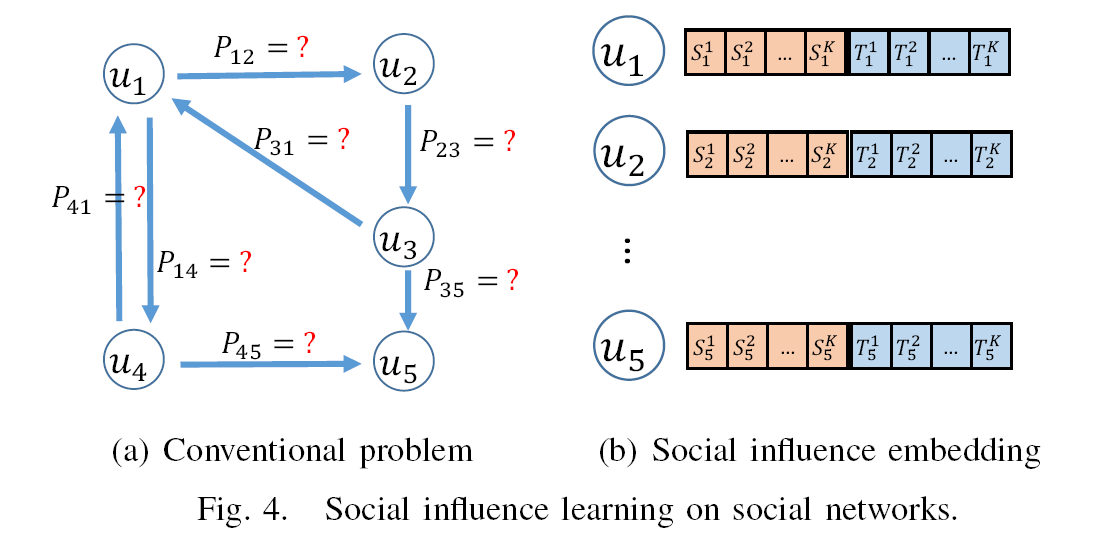 P₁₂ = ?
u₁
u₂
P₃₁ = ?
P₂₃ = ?
P₄₁ = ?
u₃
P₁₄ = ?
P₃₅ = ?
P₄₅ = ?
u₄
u₅
(a) Conventional problem
u₁ S₁¹ S₁² ... S₁ᴷ T₁¹ T₁² ... T₁ᴷ
u₂ S₂¹ S₂² ... S₂ᴷ T₂¹ T₂² ... T₂ᴷ
⋮
u₅ S₅¹ S₅² ... S₅ᴷ T₅¹ T₅² ... T₅ᴷ
(b) Social influence embedding
Fig. 4. Social influence learning on social networks.